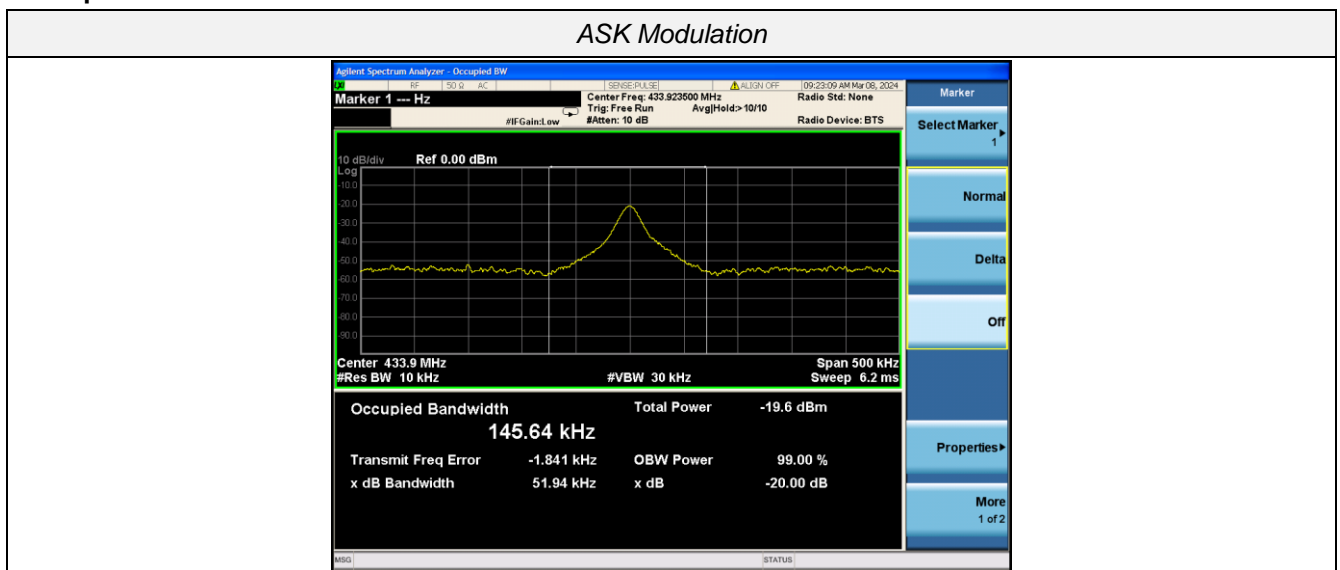 ASK Modulation
Agilent Spectrum Analyzer - Occupied BW
RF 50 Ω AC SENSE:PULSE ALIGN OFF 09:23:09 AM Mar 08, 2024
Marker 1 --- Hz
Center Freq: 433.923500 MHz Radio Std: None
Trig: Free Run Avg|Hold:> 10/10
#IFGain:Low #Atten: 10 dB Radio Device: BTS
10 dB/div Ref 0.00 dBm
Log
-10.0
-20.0
-30.0
-40.0
-50.0
-60.0
-70.0
-80.0
-90.0
Center 433.9 MHz Span 500 kHz
#Res BW 10 kHz #VBW 30 kHz Sweep 6.2 ms
Occupied Bandwidth Total Power -19.6 dBm
145.64 kHz
Transmit Freq Error -1.841 kHz OBW Power 99.00 %
x dB Bandwidth 51.94 kHz x dB -20.00 dB
MSG STATUS
Marker
Select Marker
1
Normal
Delta
Off
Properties
More
1 of 2